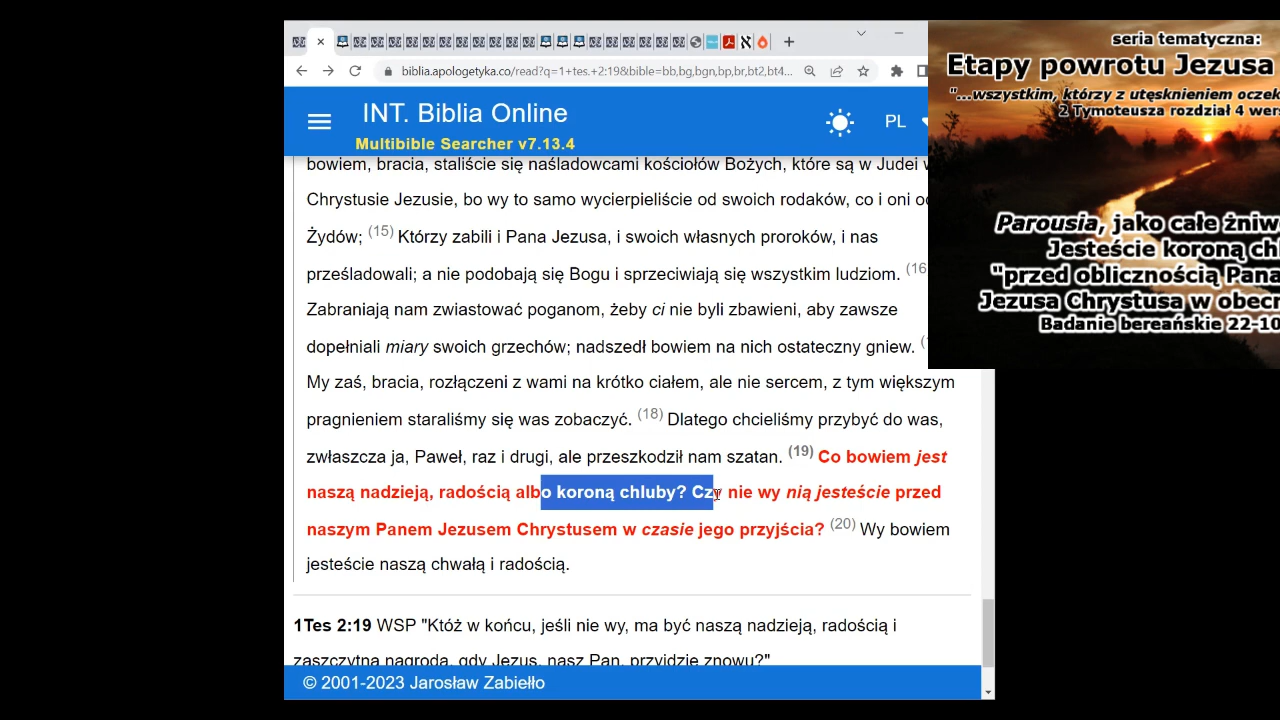 biblia.apologetyka.co/read?q=1+tes.+2:19&bible=bb,bg,bgn,bp,br,bt2,bt4...
INT. Biblia Online
PL
Multibible Searcher v7.13.4
bowiem, bracia, staliście się naśladowcami kościołów Bożych, które są w Judei w
Chrystusie Jezusie, bo wy to samo wycierpieliście od swoich rodaków, co i oni od
Żydów; (15) Którzy zabili i Pana Jezusa, i swoich własnych proroków, i nas
prześladowali; a nie podobają się Bogu i sprzeciwiają się wszystkim ludziom. (16
Zabraniają nam zwiastować poganom, żeby ci nie byli zbawieni, aby zawsze
dopełniali miary swoich grzechów; nadszedł bowiem na nich ostateczny gniew. (
My zaś, bracia, rozłączeni z wami na krótko ciałem, ale nie sercem, z tym większym
pragnieniem staraliśmy się was zobaczyć. (18) Dlatego chcieliśmy przybyć do was,
zwłaszcza ja, Paweł, raz i drugi, ale przeszkodził nam szatan. (19) Co bowiem jest
naszą nadzieją, radością albo koroną chluby? Czy nie wy nią jesteście przed
naszym Panem Jezusem Chrystusem w czasie jego przyjścia? (20) Wy bowiem
jesteście naszą chwałą i radością.
1Tes 2:19 WSP "Któż w końcu, jeśli nie wy, ma być naszą nadzieją, radością i
zaszczytną nagrodą, gdy Jezus, nasz Pan, przyjdzie znowu?"
© 2001-2023 Jarosław Zabiełło
seria tematyczna:
Etapy powrotu Jezusa
"...wszystkim, którzy z utęsknieniem oczek
2 Tymoteusza rozdział 4 wers
Parousia, jako całe żniw
Jesteście koroną ch
"przed oblicznością Pana
Jezusa Chrystusa w obecn
Badanie bereańskie 22-10